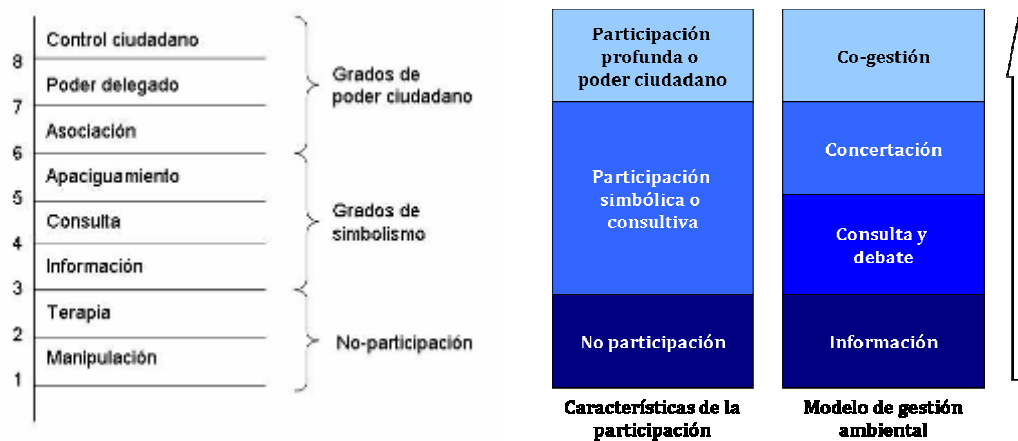 8
Control ciudadano
7
Poder delegado
6
Asociación
5
Apaciguamiento
4
Consulta
3
Información
2
Terapia
1
Manipulación
Grados de
poder ciudadano
Grados de
simbolismo
No-participación
Participación
profunda o
poder ciudadano
Participación
simbólica o
consultiva
No participación
Características de la
participación
Co-gestión
Concertación
Consulta y
debate
Información
Modelo de gestión
ambiental